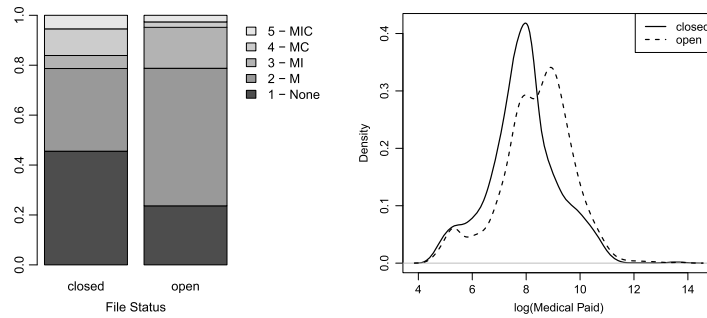 0.0 0.2 0.4 0.6 0.8 1.0
closed open
File Status
5 − MIC
4 − MC
3 − MI
2 − M
1 − None
Density
0.0 0.1 0.2 0.3 0.4
closed
open
4 6 8 10 12 14
log(Medical Paid)